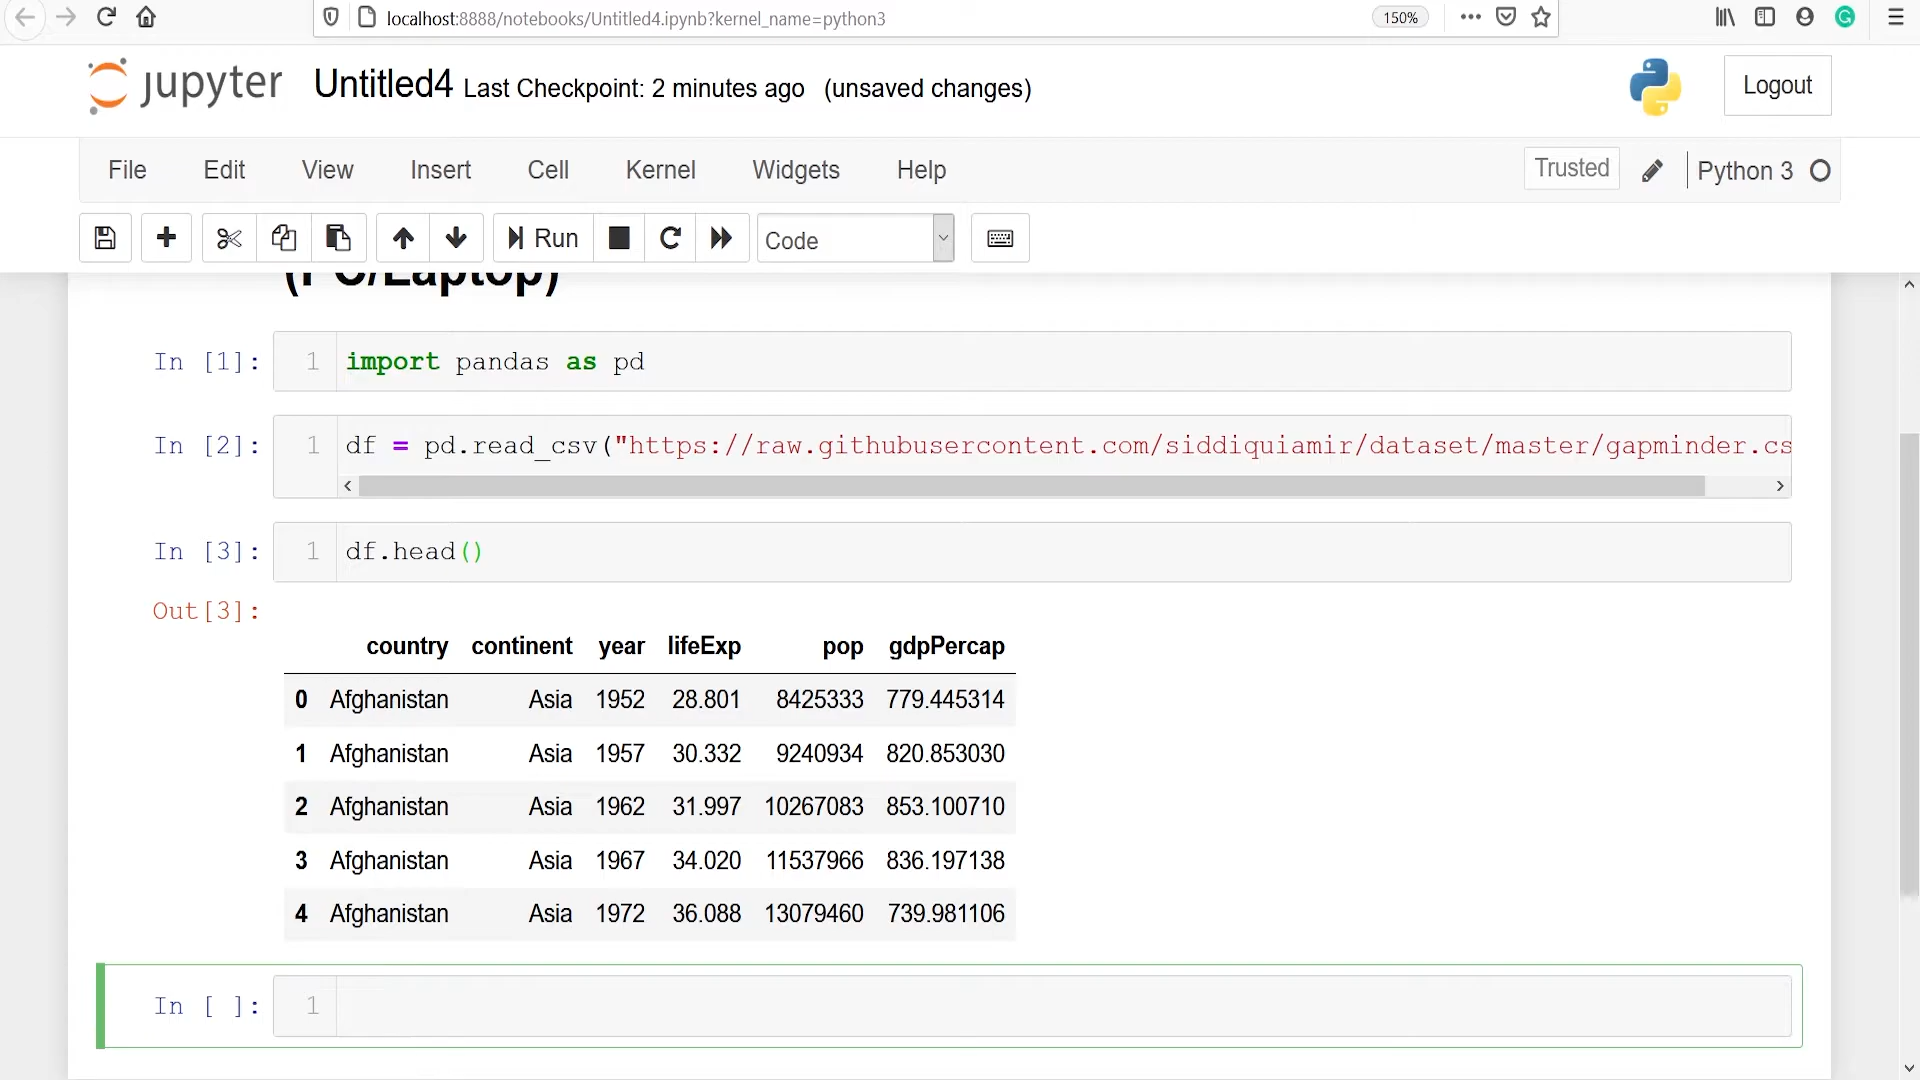 localhost:8888/notebooks/Untitled4.ipynb?kernel_name=python3 150%
jupyter Untitled4 Last Checkpoint: 2 minutes ago (unsaved changes) Logout
File Edit View Insert Cell Kernel Widgets Help Trusted Python 3
Run Code
(PC/Laptop)
In [1]: 1 import pandas as pd
In [2]: 1 df = pd.read_csv("https://raw.githubusercontent.com/siddiquiamir/dataset/master/gapminder.cs
In [3]: 1 df.head()
Out[3]:
country continent year lifeExp pop gdpPercap
0 Afghanistan Asia 1952 28.801 8425333 779.445314
1 Afghanistan Asia 1957 30.332 9240934 820.853030
2 Afghanistan Asia 1962 31.997 10267083 853.100710
3 Afghanistan Asia 1967 34.020 11537966 836.197138
4 Afghanistan Asia 1972 36.088 13079460 739.981106
In [ ]: 1